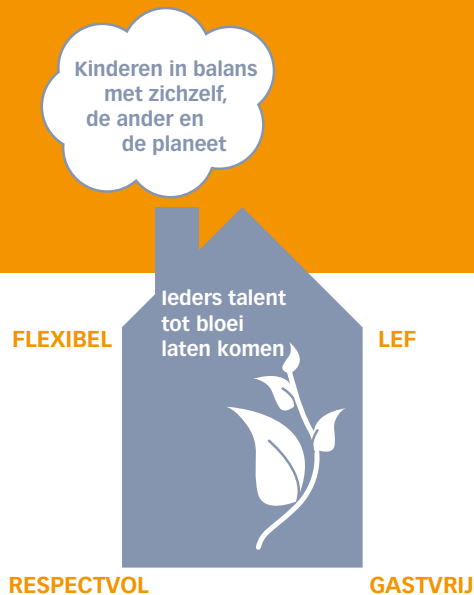 Kinderen in balans
met zichzelf,
de ander en
de planeet
Ieders talent
tot bloei
laten komen
FLEXIBEL
LEF
RESPECTVOL
GASTVRIJ